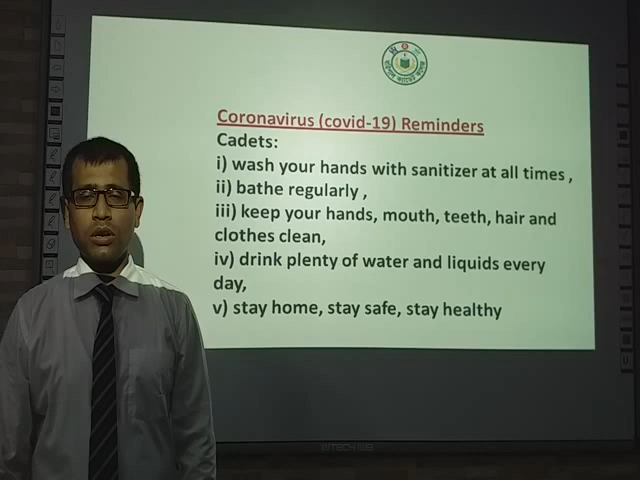 Coronavirus (covid-19) Reminders
Cadets:
i) wash your hands with sanitizer at all times ,
ii) bathe regularly ,
iii) keep your hands, mouth, teeth, hair and
clothes clean,
iv) drink plenty of water and liquids every
day,
v) stay home, stay safe, stay healthy